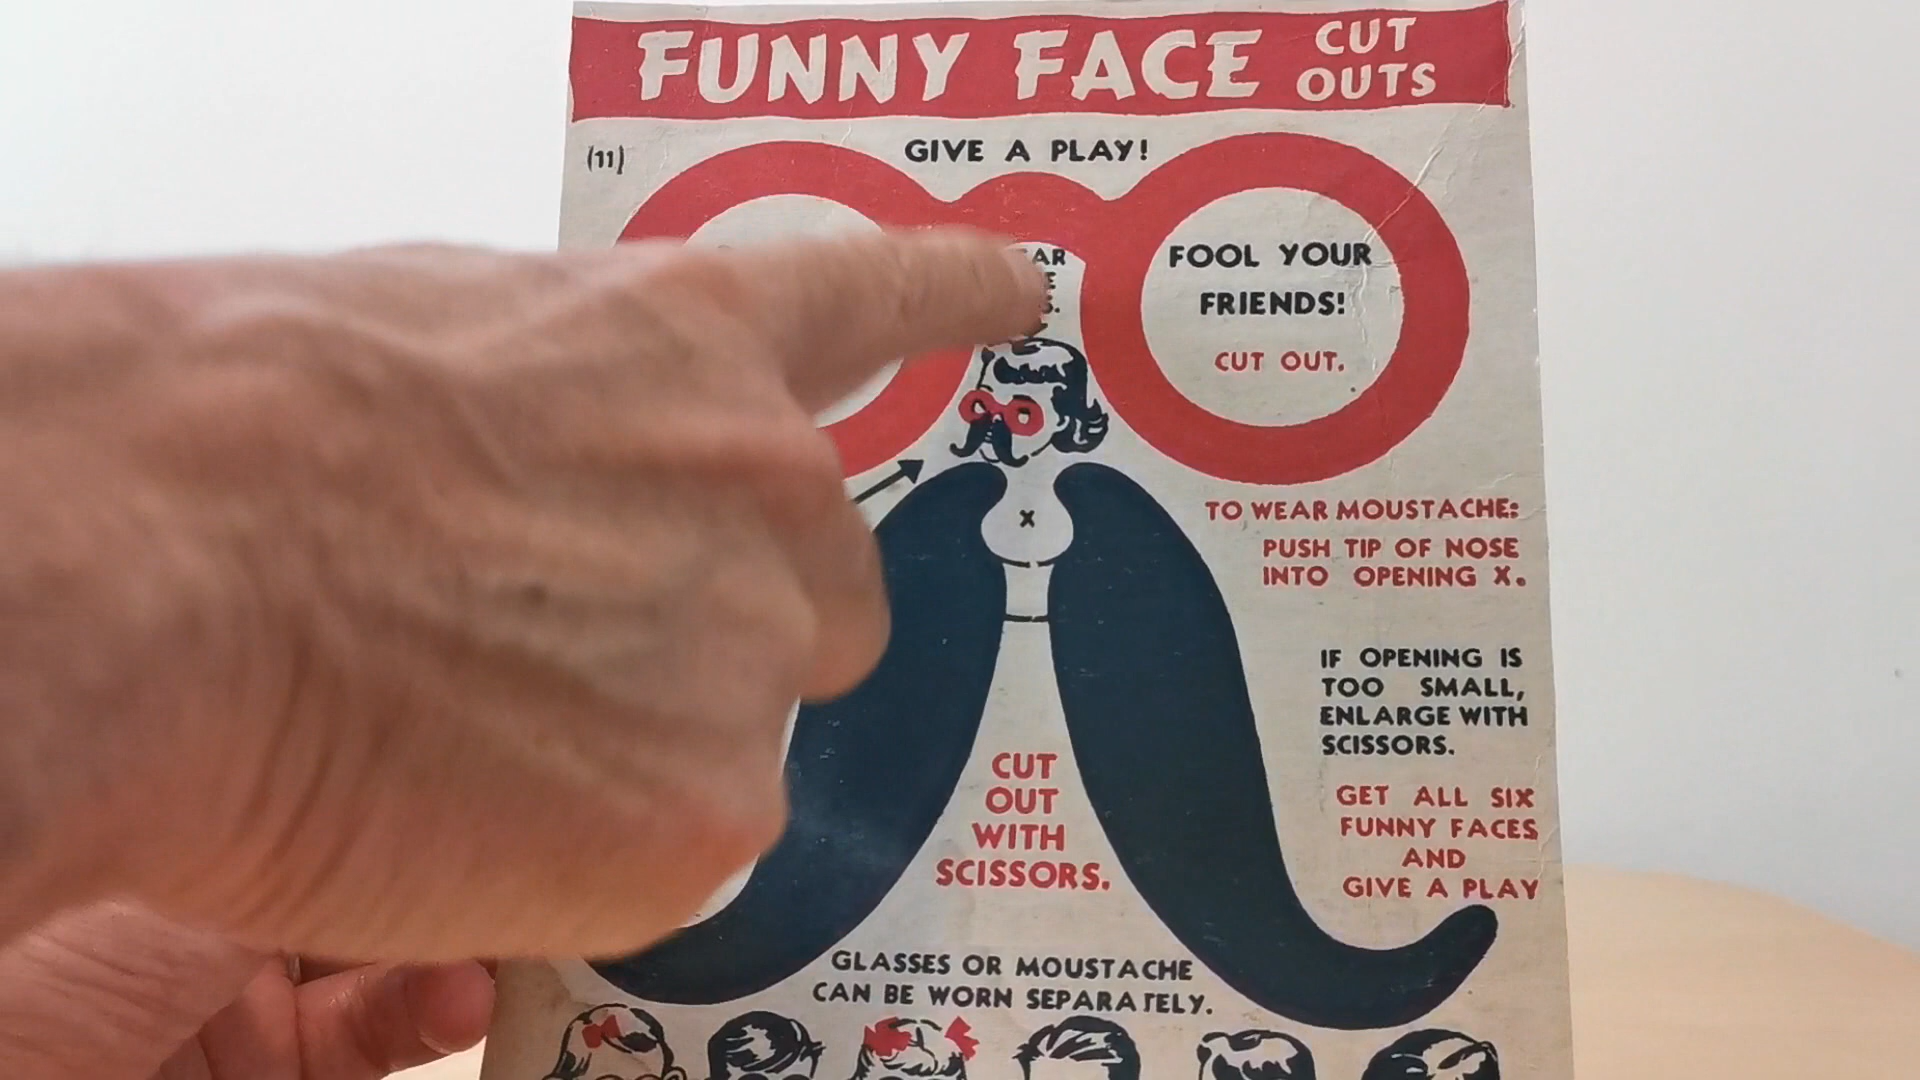 FUNNY FACE CUT OUTS
(11)
GIVE A PLAY!
FOOL YOUR
FRIENDS!
CUT OUT.
X
TO WEAR MOUSTACHE:
PUSH TIP OF NOSE
INTO OPENING X.
IF OPENING IS
TOO SMALL,
ENLARGE WITH
SCISSORS.
CUT
OUT
WITH
SCISSORS.
GET ALL SIX
FUNNY FACES
AND
GIVE A PLAY
GLASSES OR MOUSTACHE
CAN BE WORN SEPARATELY.